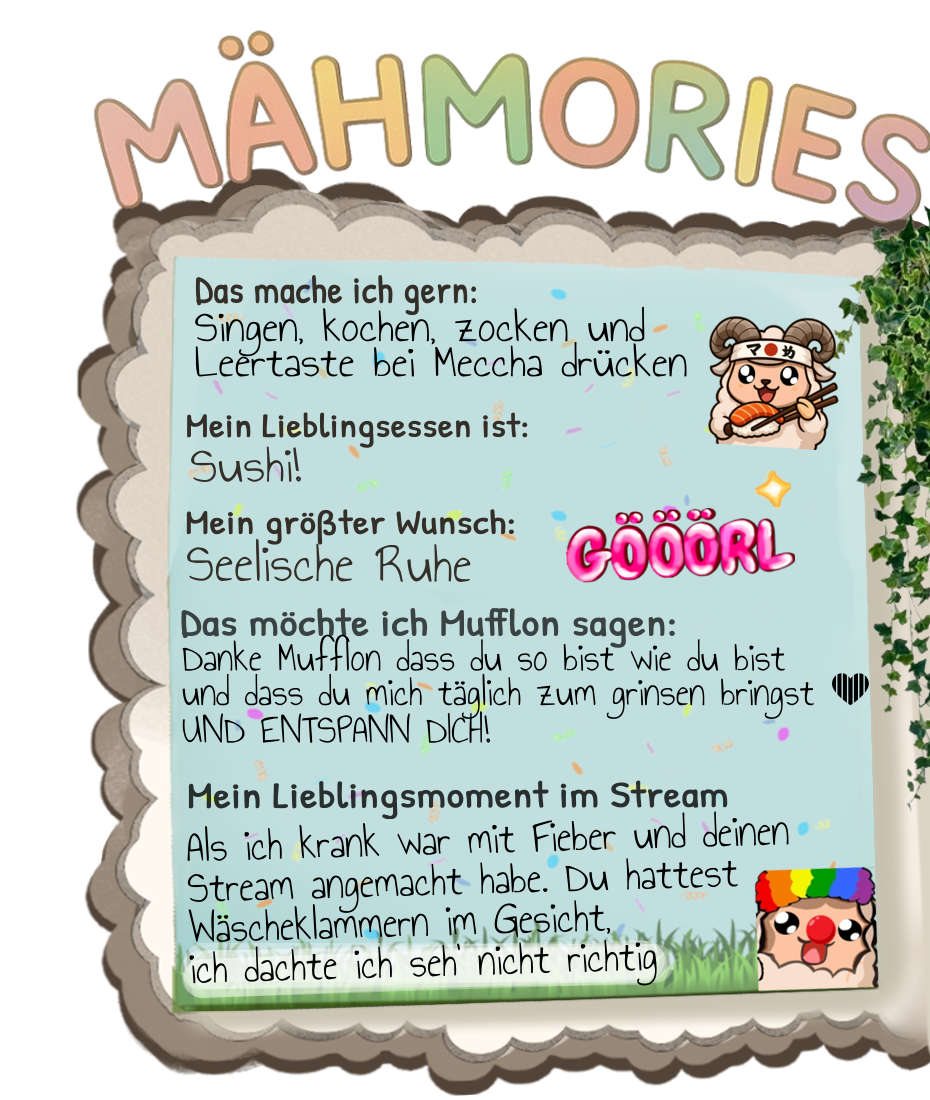 MÄHMORIES
Das mache ich gern:
Singen, kochen, zocken und
Leertaste bei Meccha drücken
Mein Lieblingsessen ist:
Sushi!
Mein größter Wunsch:
Seelische Ruhe
GÖÖÖRL
Das möchte ich Mufflon sagen:
Danke Mufflon dass du so bist wie du bist
und dass du mich täglich zum grinsen bringst
UND ENTSPANN DICH!
Mein Lieblingsmoment im Stream
Als ich krank war mit Fieber und deinen
Stream angemacht habe. Du hattest
Wäscheklammern im Gesicht,
ich dachte ich seh' nicht richtig